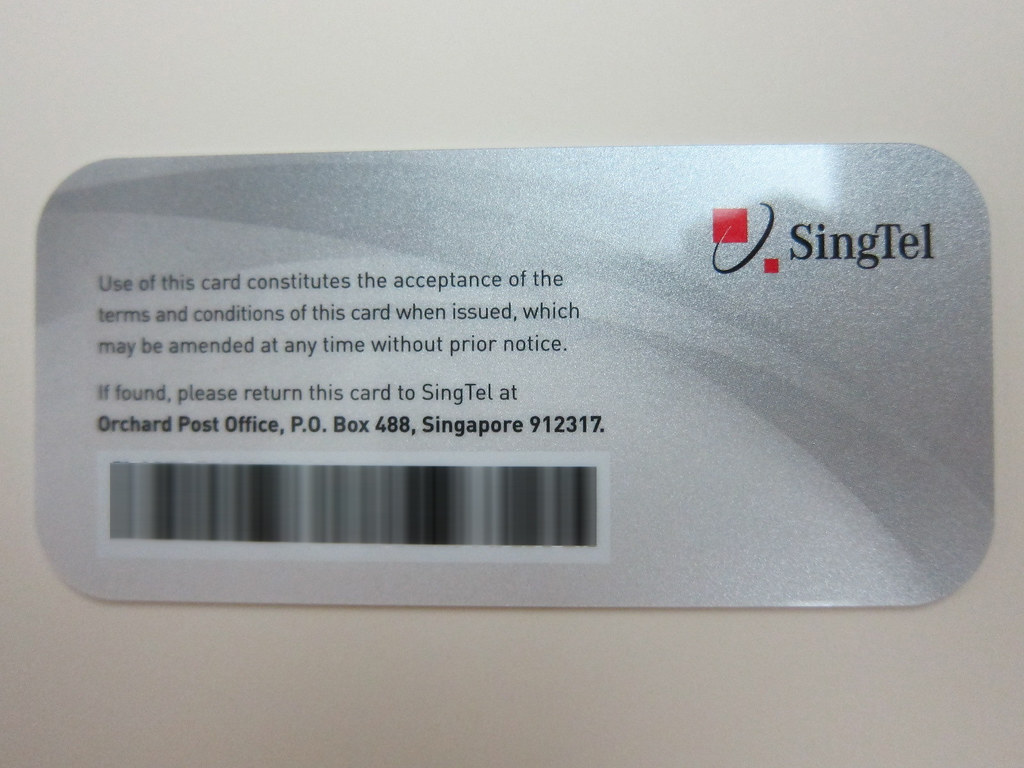 SingTel
Use of this card constitutes the acceptance of the
terms and conditions of this card when issued, which
may be amended at any time without prior notice.
If found, please return this card to SingTel at
Orchard Post Office, P.O. Box 488, Singapore 912317.